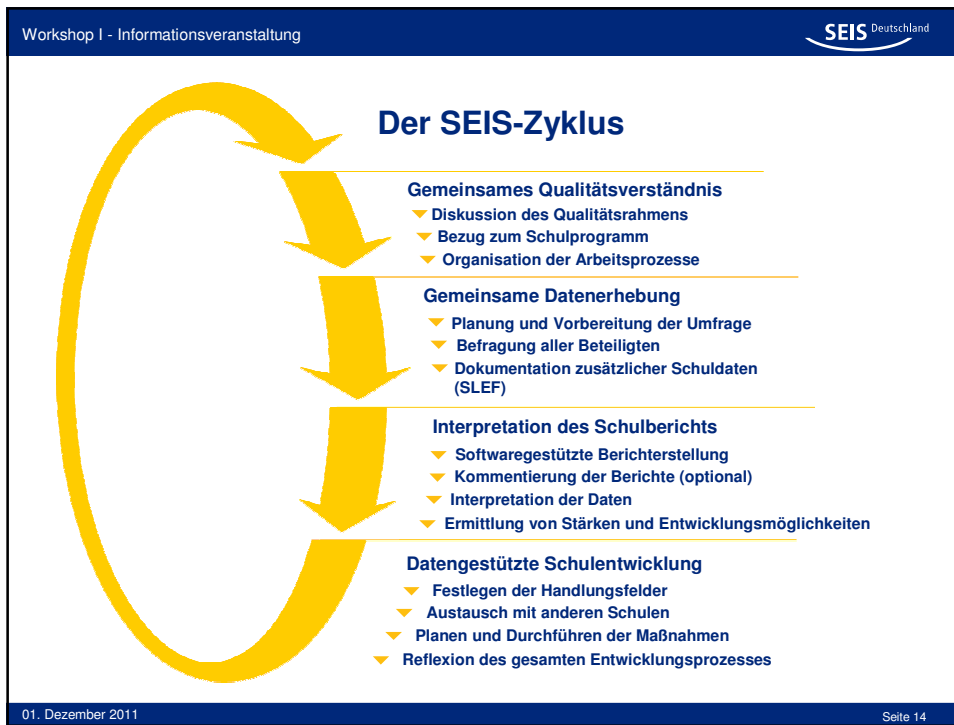 Workshop I - Informationsveranstaltung
SEIS Deutschland
Der SEIS-Zyklus
Gemeinsames Qualitätsverständnis
Diskussion des Qualitätsrahmens
Bezug zum Schulprogramm
Organisation der Arbeitsprozesse
Gemeinsame Datenerhebung
Planung und Vorbereitung der Umfrage
Befragung aller Beteiligten
Dokumentation zusätzlicher Schuldaten
(SLEF)
Interpretation des Schulberichts
Softwaregestützte Berichterstellung
Kommentierung der Berichte (optional)
Interpretation der Daten
Ermittlung von Stärken und Entwicklungsmöglichkeiten
Datengestützte Schulentwicklung
Festlegen der Handlungsfelder
Austausch mit anderen Schulen
Planen und Durchführen der Maßnahmen
Reflexion des gesamten Entwicklungsprozesses
01. Dezember 2011
Seite 14